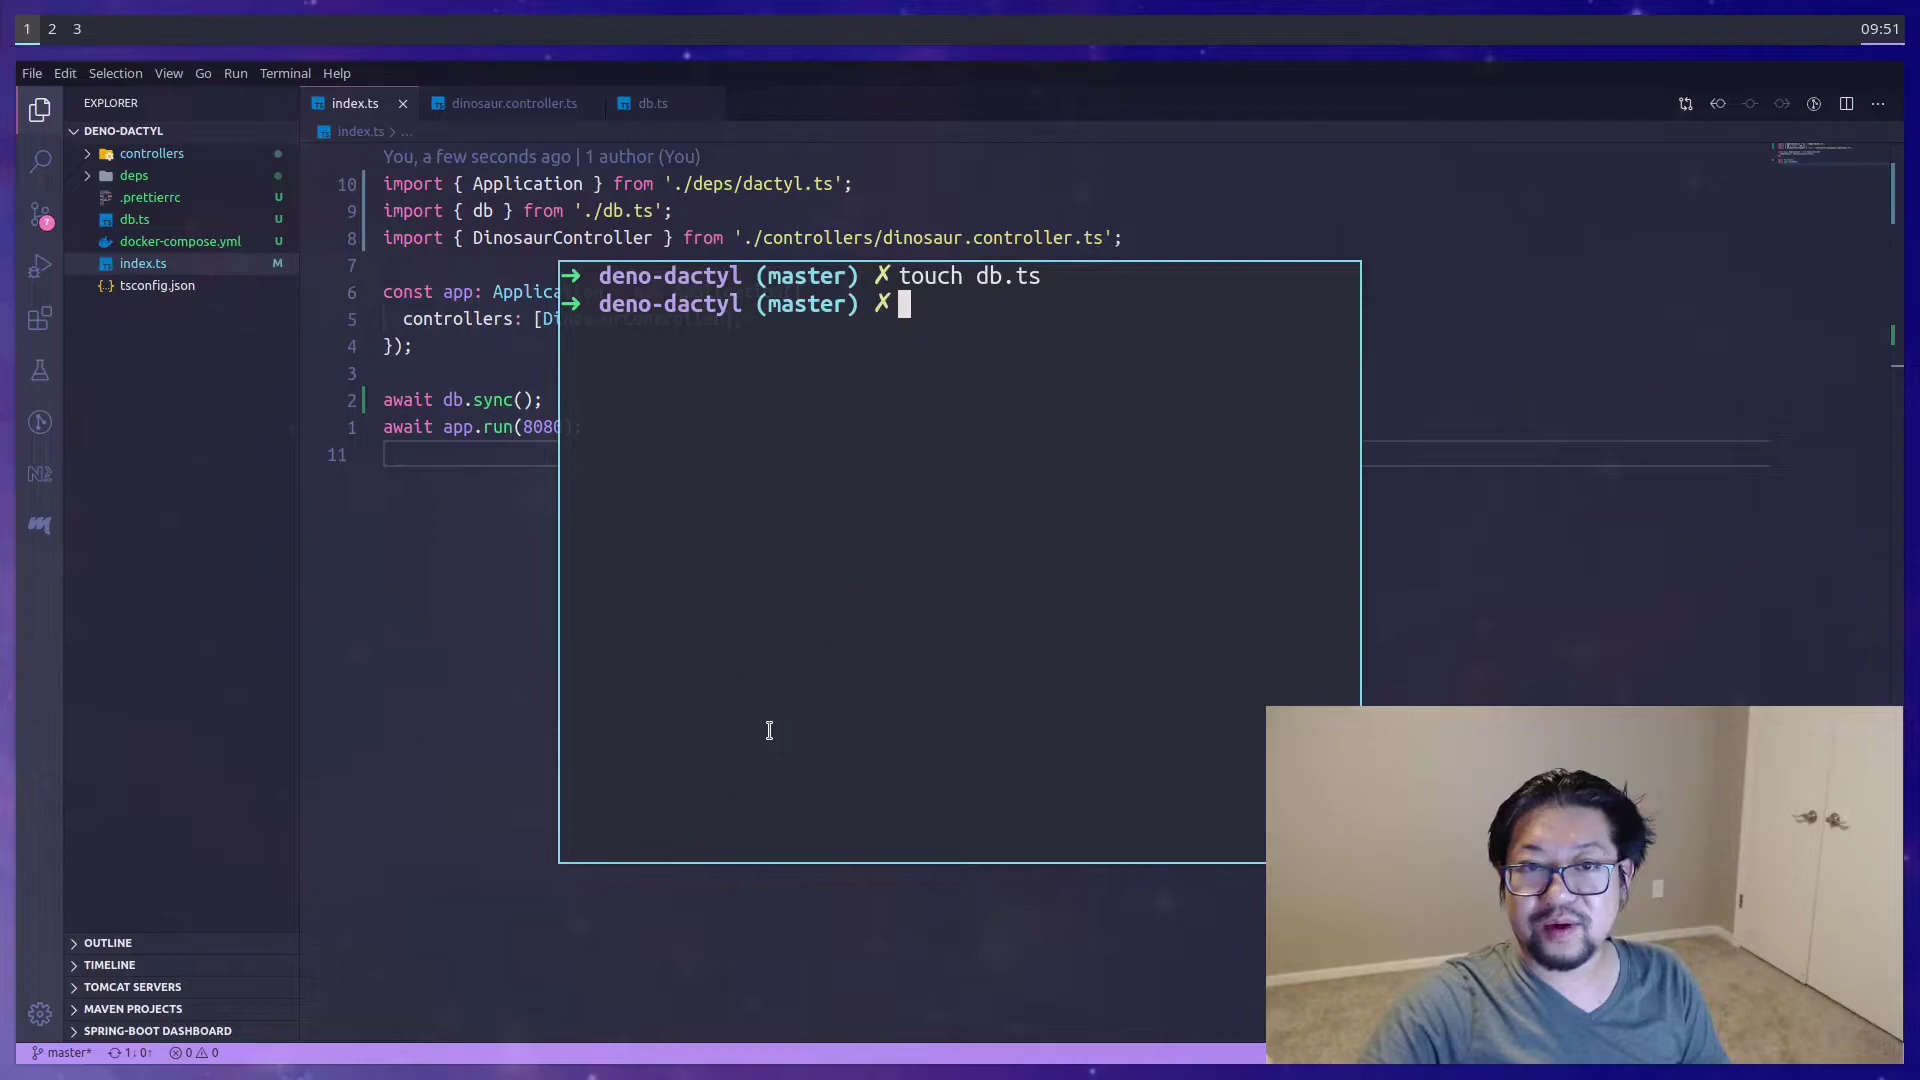 1 2 3
09:51
File Edit Selection View Go Run Terminal Help
EXPLORER
DENO-DACTYL
controllers
deps
.prettierrc U
db.ts U
docker-compose.yml U
index.ts M
tsconfig.json
7
OUTLINE
TIMELINE
TOMCAT SERVERS
MAVEN PROJECTS
SPRING-BOOT DASHBOARD
index.ts dinosaur.controller.ts db.ts
index.ts > ...
You, a few seconds ago | 1 author (You)
10 import { Application } from './deps/dactyl.ts';
9 import { db } from './db.ts';
8 import { DinosaurController } from './controllers/dinosaur.controller.ts';
7
6 const app: Applica
5 controllers: [Di
4 });
3
2 await db.sync();
1 await app.run(8080);
11
→ deno-dactyl (master) ✗ touch db.ts
→ deno-dactyl (master) ✗
master* 1↓ 0↑ 0 0